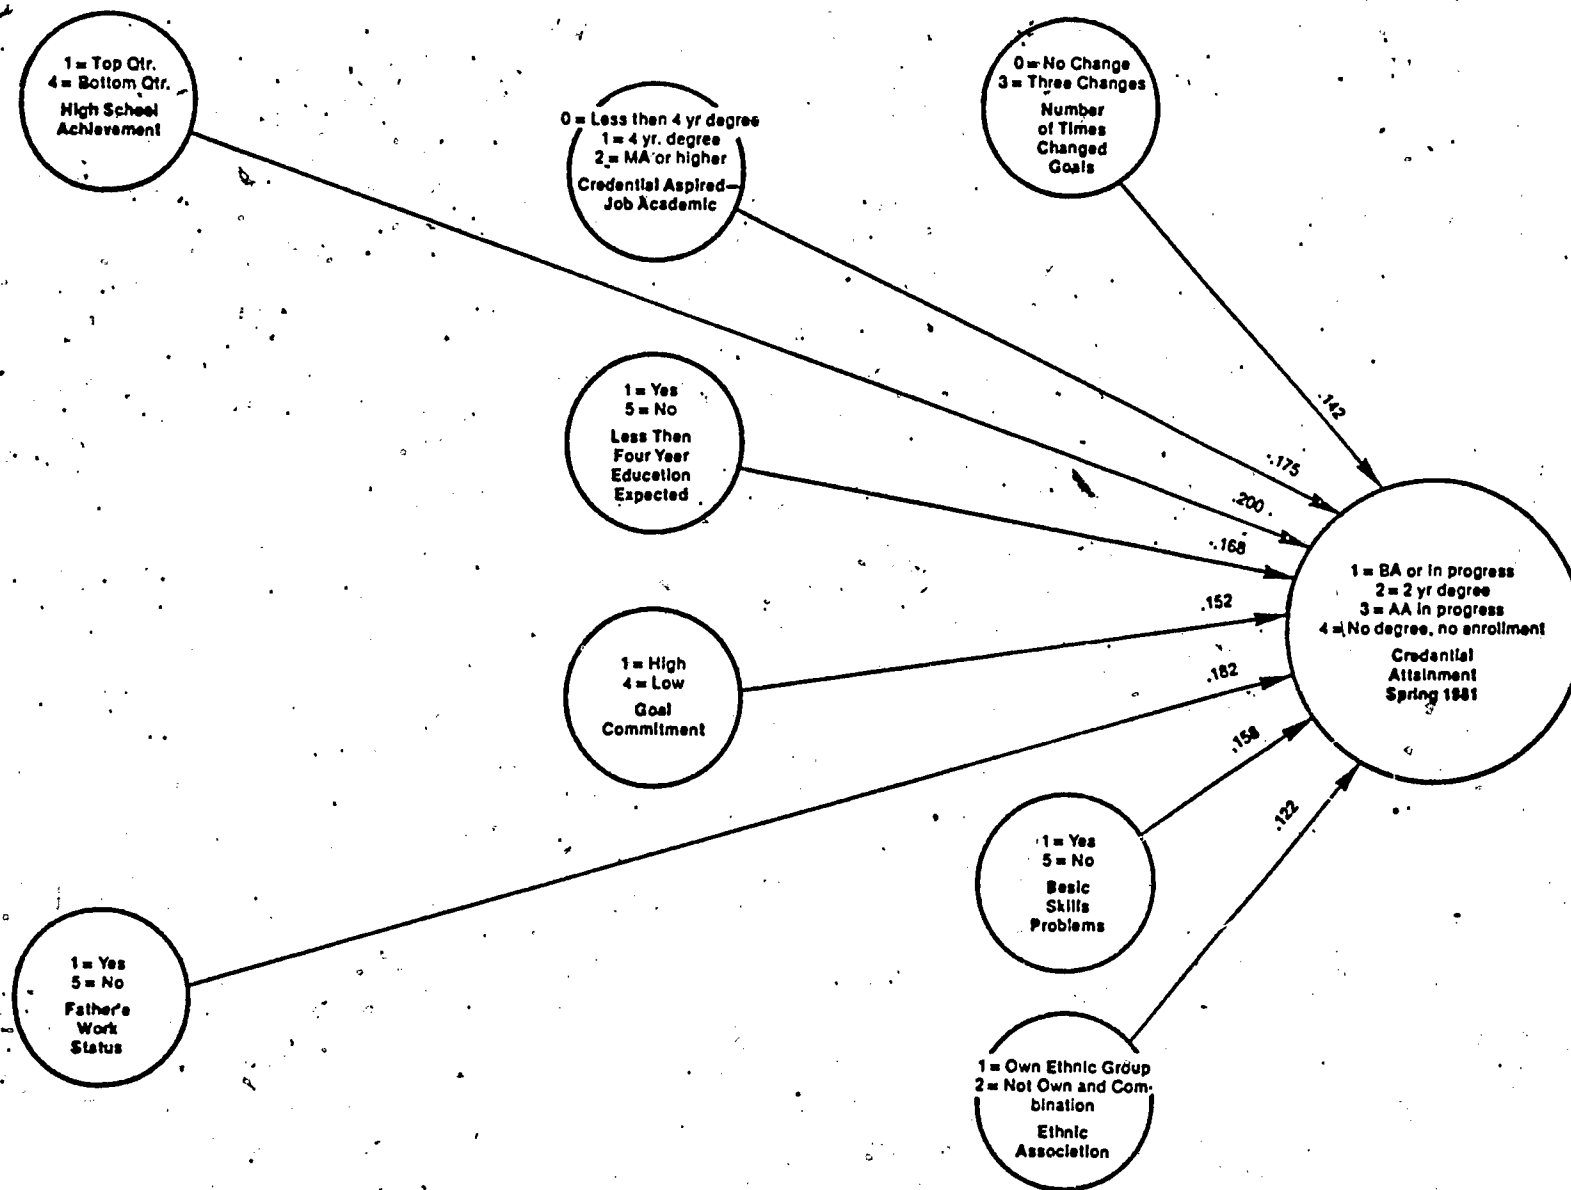 1 = Top Qtr.
4 = Bottom Qtr.
High School
Achievement
0 = Less then 4 yr degree
1 = 4 yr. degree
2 = MA or higher
Credential Aspired—
Job Academic
0 = No Change
3 = Three Changes
Number
of Times
Changed
Goals
1 = Yes
5 = No
Less Then
Four Year
Education
Expected
1 = High
4 = Low
Goal
Commitment
1 = Yes
5 = No
Father's
Work
Status
1 = Yes
5 = No
Basic
Skills
Problems
1 = Own Ethnic Group
2 = Not Own and Com-
bination
Ethnic
Association
.142
-.175
.200
-.168
.152
.182
.158
.122
1 = BA or in progress
2 = 2 yr degree
3 = AA in progress
4 = No degree, no enrollment
Credential
Attainment
Spring 1981